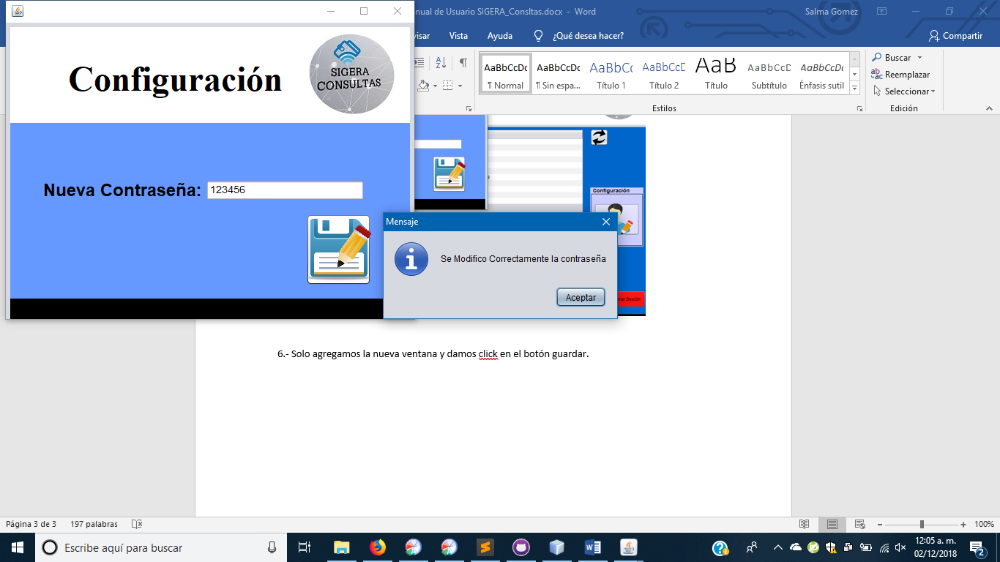 nual de Usuario SIGERA_Consltas.docx - Word
Salma Gomez
visar
Vista
Ayuda
¿Qué desea hacer?
Compartir
Configuración
SIGERA
CONSULTAS
AaBbCcDc
AaBbCcDc
AaBbCc
AaBbCcD
AaB
AaBbCcD
AaBbCcDc
¶ Normal
¶ Sin espa...
Título 1
Título 2
Título
Subtítulo
Énfasis sutil
Estilos
Buscar
Reemplazar
Seleccionar
Edición
Nueva Contraseña: 123456
Configuración
Mensaje
Se Modifico Correctamente la contraseña
Aceptar
Sesión
6.- Solo agregamos la nueva ventana y damos click en el botón guardar.
Página 3 de 3
197 palabras
100%
Escribe aquí para buscar
12:05 a. m.
02/12/2018
2